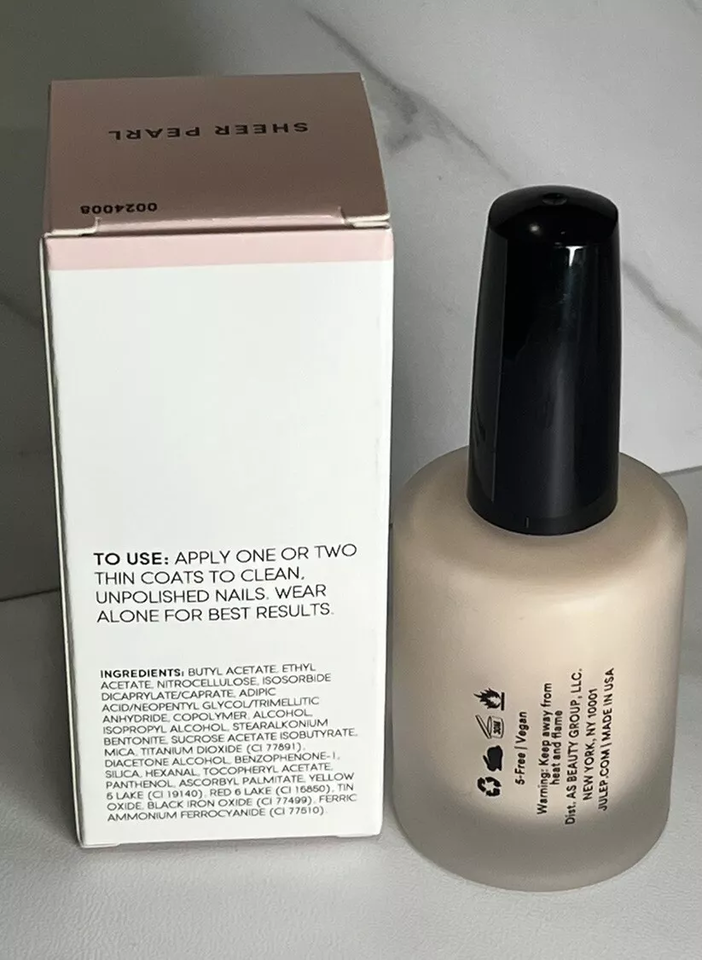 SHEER PEARL
0024008
TO USE: APPLY ONE OR TWO
THIN COATS TO CLEAN,
UNPOLISHED NAILS. WEAR
ALONE FOR BEST RESULTS.
INGREDIENTS: BUTYL ACETATE, ETHYL
ACETATE, NITROCELLULOSE, ISOSORBIDE
DICAPRYLATE/CAPRATE, ADIPIC
ACID/NEOPENTYL GLYCOL/TRIMELLITIC
ANHYDRIDE, COPOLYMER, ALCOHOL,
ISOPROPYL ALCOHOL, STEARALKONIUM
BENTONITE, SUCROSE ACETATE ISOBUTYRATE,
MICA, TITANIUM DIOXIDE (CI 77891),
DIACETONE ALCOHOL, BENZOPHENONE-1,
SILICA, HEXANAL, TOCOPHERYL ACETATE,
PANTHENOL, ASCORBYL PALMITATE, YELLOW
6 LAKE (CI 19140), RED 6 LAKE (CI 15850), TIN
OXIDE, BLACK IRON OXIDE (CI 77499), FERRIC
AMMONIUM FERROCYANIDE (CI 77510).
5-Free | Vegan
Warning: Keep away from
heat and flame
Dist. AS BEAUTY GROUP, LLC.
NEW YORK, NY 10001
JULEP.COM | MADE IN USA